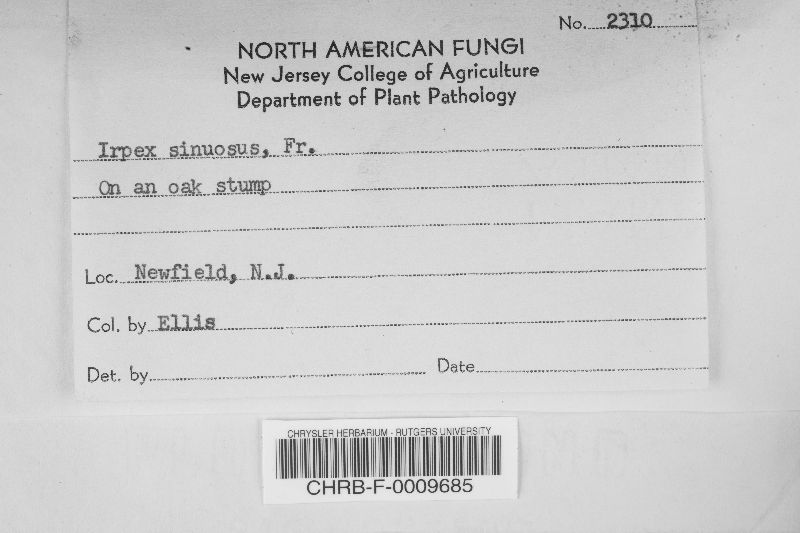 No. 2310
NORTH AMERICAN FUNGI
New Jersey College of Agriculture
Department of Plant Pathology
Irpex sinuosus, Fr.
On an oak stump
Loc. Newfield, N.J.
Col. by Ellis
Det. by
Date
CHRYSLER HERBARIUM - RUTGERS UNIVERSITY
CHRB-F-0009685